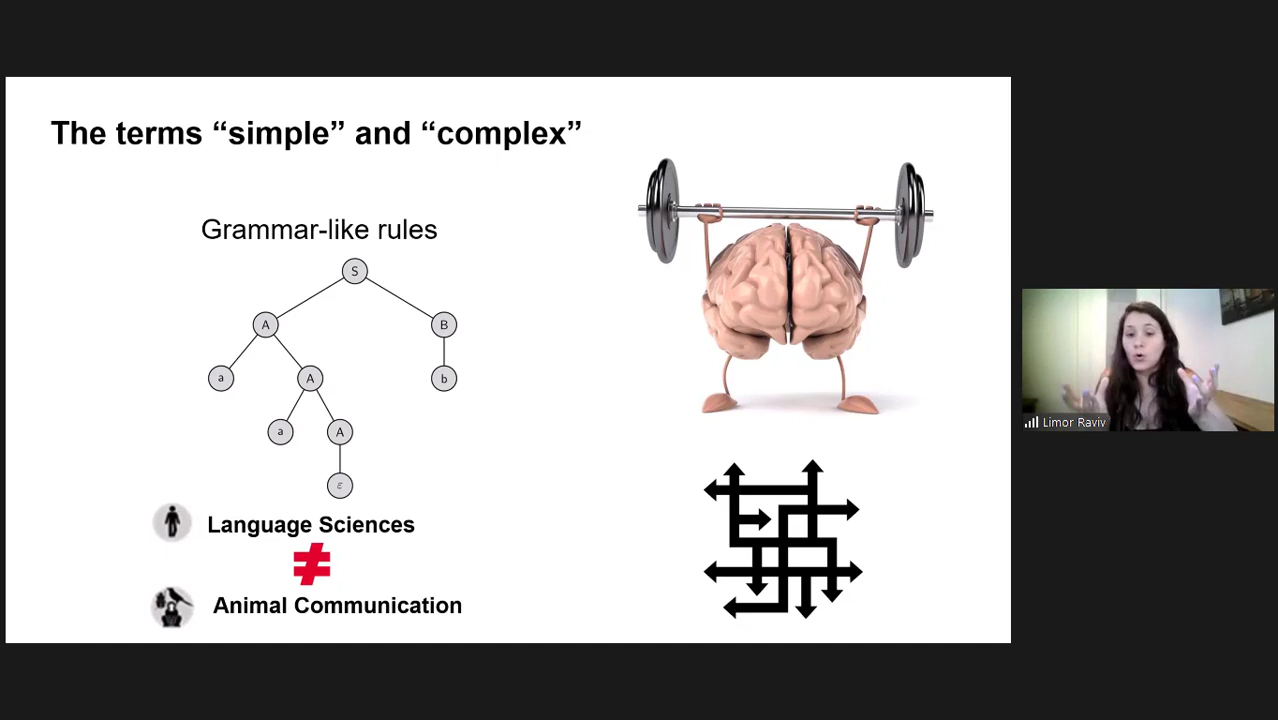 The terms “simple” and “complex”
Grammar-like rules
S
A
B
a
A
b
a
A
ε
Language Sciences
≠
Animal Communication
Limor Raviv